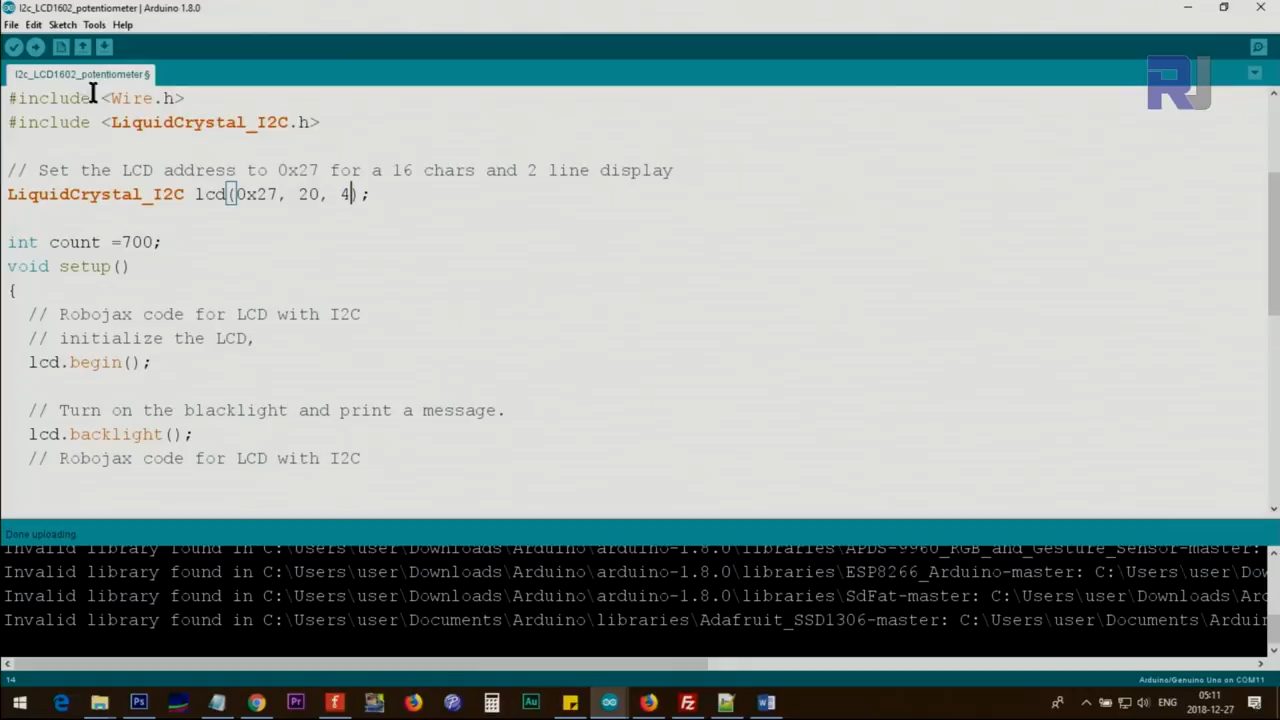 I2c_LCD1602_potentiometer | Arduino 1.8.0
File Edit Sketch Tools Help
I2c_LCD1602_potentiometer §
RJ
#include <Wire.h>
#include <LiquidCrystal_I2C.h>
// Set the LCD address to 0x27 for a 16 chars and 2 line display
LiquidCrystal_I2C lcd(0x27, 20, 4);
int count =700;
void setup()
{
// Robojax code for LCD with I2C
// initialize the LCD,
lcd.begin();
// Turn on the blacklight and print a message.
lcd.backlight();
// Robojax code for LCD with I2C
Done uploading.
Invalid library found in C:\Users\user\Downloads\Arduino\arduino-1.8.0\libraries\APDS-9960_RGB_and_Gesture_Sensor-master:
Invalid library found in C:\Users\user\Downloads\Arduino\arduino-1.8.0\libraries\ESP8266_Arduino-master: C:\Users\user\Dow
Invalid library found in C:\Users\user\Downloads\Arduino\arduino-1.8.0\libraries\SdFat-master: C:\Users\user\Downloads\Ard
Invalid library found in C:\Users\user\Documents\Arduino\libraries\Adafruit_SSD1306-master: C:\Users\user\Documents\Arduin
14
Arduino/Genuino Uno on COM11
Ps
Pr
f
Au
Fz
W
ENG
05:11
2018-12-27